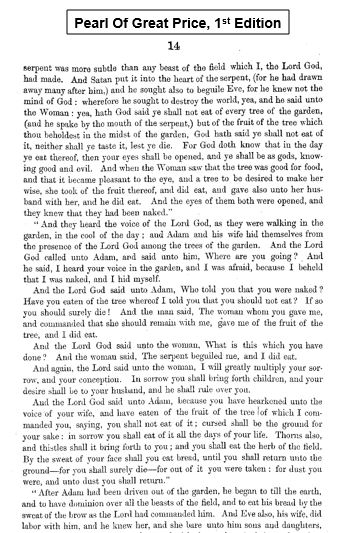 Pearl Of Great Price, 1st Edition
14
serpent was more subtle than any beast of the field which I, the Lord God,
had made. And Satan put it into the heart of the serpent, (for he had drawn
away many after him,) and he sought also to beguile Eve, for he knew not the
mind of God: wherefore he sought to destroy the world, yea, and he said unto
the Woman: yea, hath God said ye shall not eat of every tree of the garden,
(and he spake by the mouth of the serpent,) but of the fruit of the tree which
thou beholdest in the midst of the garden, God hath said ye shall not eat of
it, neither shall ye taste it, lest ye die. For God doth know that in the day
ye eat thereof, then your eyes shall be opened, and ye shall be as gods, know-
ing good and evil. And when the Woman saw that the tree was good for food,
and that it became pleasant to the eye, and a tree to be desired to make her
wise, she took of the fruit thereof, and did eat, and gave also unto her hus-
band with her, and he did eat. And the eyes of them both were opened, and
they knew that they had been naked."
"And they heard the voice of the Lord God, as they were walking in the
garden, in the cool of the day; and Adam and his wife hid themselves from
the presence of the Lord God among the trees of the garden. And the Lord
God called unto Adam, and said unto him, Where are you going? And
he said, I heard your voice in the garden, and I was afraid, because I beheld
that I was naked, and I hid myself.
And the Lord God said unto Adam, Who told you that you were naked?
Have you eaten of the tree whereof I told you that you should not eat? If so
you should surely die! And the man said, The woman whom you gave me,
and commanded that she should remain with me, gave me of the fruit of the
tree, and I did eat.
And the Lord God said unto the woman, What is this which you have
done? And the woman said, The serpent beguiled me, and I did eat.
And again, the Lord said unto the woman, I will greatly multiply your sor-
row, and your conception. In sorrow you shall bring forth children, and your
desire shall be to your husband, and he shall rule over you.
And the Lord God said unto Adam, because you have hearkened unto the
voice of your wife, and have eaten of the fruit of the tree of which I com-
manded you, saying, you shall not eat of it; cursed shall be the ground for
your sake: in sorrow you shall eat of it all the days of your life. Thorns also,
and thistles shall it bring forth to you; and you shall eat the herb of the field.
By the sweat of your face shall you eat bread, until you shall return unto the
ground—for you shall surely die—for out of it you were taken: for dust you
were, and unto dust you shall return."
"After Adam had been driven out of the garden, he began to till the earth,
and to have dominion over all the beasts of the field, and to eat his bread by the
sweat of the brow as the Lord had commanded him. And Eve also, his wife, did
labor with him, and he knew her, and she bare unto him sons and daughters,